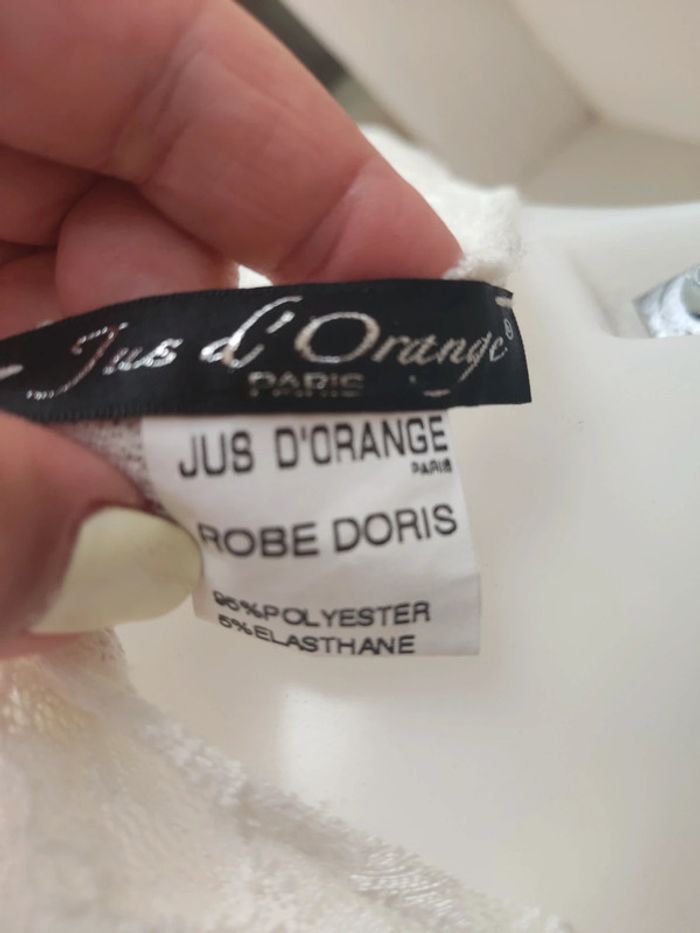 Jus d'Orange®
PARIS
JUS D'ORANGE
PARIS
ROBE DORIS
95%POLYESTER
5%ELASTHANE